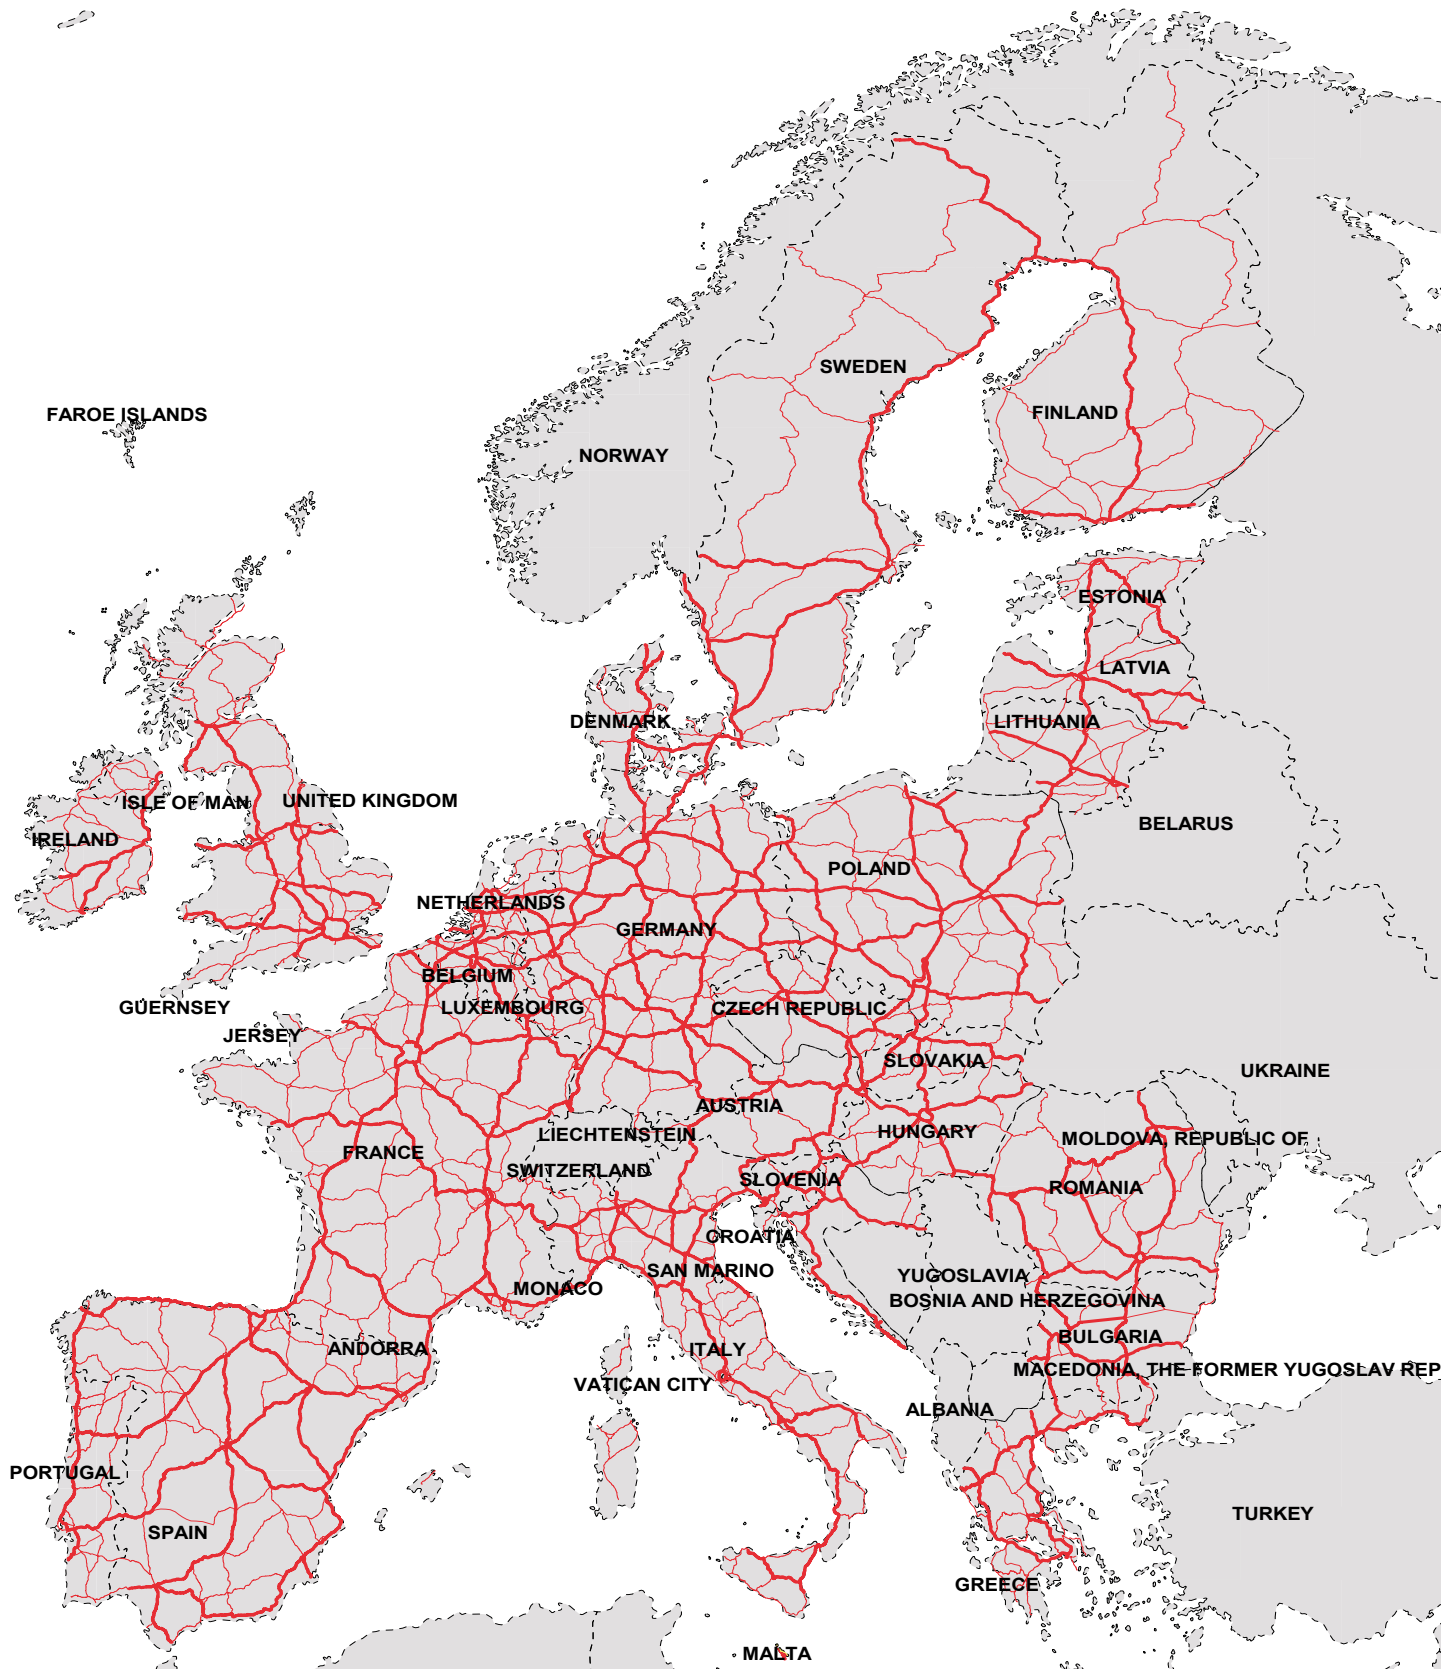 SWEDEN
FAROE ISLANDS
FINLAND
NORWAY
ESTONIA
LATVIA
DENMARK
LITHUANIA
ISLE OF MAN
UNITED KINGDOM
BELARUS
IRELAND
POLAND
NETHERLANDS
GERMANY
BELGIUM
GUERNSEY
LUXEMBOURG
CZECH REPUBLIC
JERSEY
SLOVAKIA
UKRAINE
AUSTRIA
LIECHTENSTEIN
HUNGARY
MOLDOVA, REPUBLIC OF
FRANCE
SWITZERLAND
SLOVENIA
ROMANIA
CROATIA
SAN MARINO
YUGOSLAVIA
MONACO
BOSNIA AND HERZEGOVINA
BULGARIA
ANDORRA
ITALY
MACEDONIA, THE FORMER YUGOSLAV REP
VATICAN CITY
ALBANIA
PORTUGAL
TURKEY
SPAIN
GREECE
MALTA